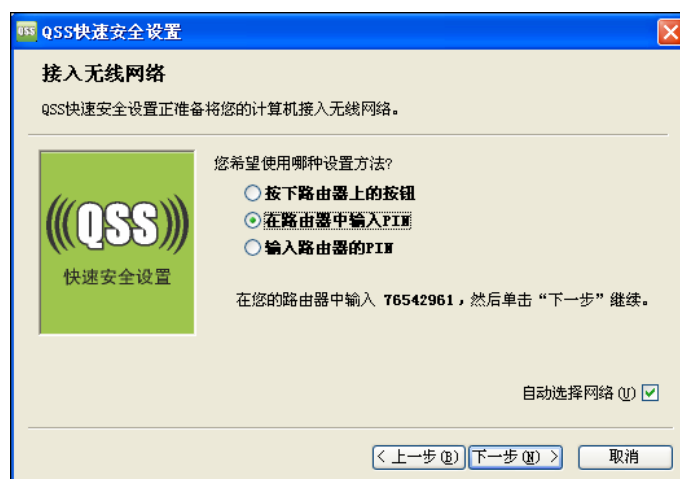 QSS QSS快速安全设置
接入无线网络
QSS快速安全设置正准备将您的计算机接入无线网络。
您希望使用哪种设置方法?
按下路由器上的按钮
在路由器中输入PIN
输入路由器的PIN
(((QSS)))
快速安全设置
在您的路由器中输入 76542961，然后单击“下一步”继续。
自动选择网络(U)
< 上一步(B) 下一步(N) > 取消